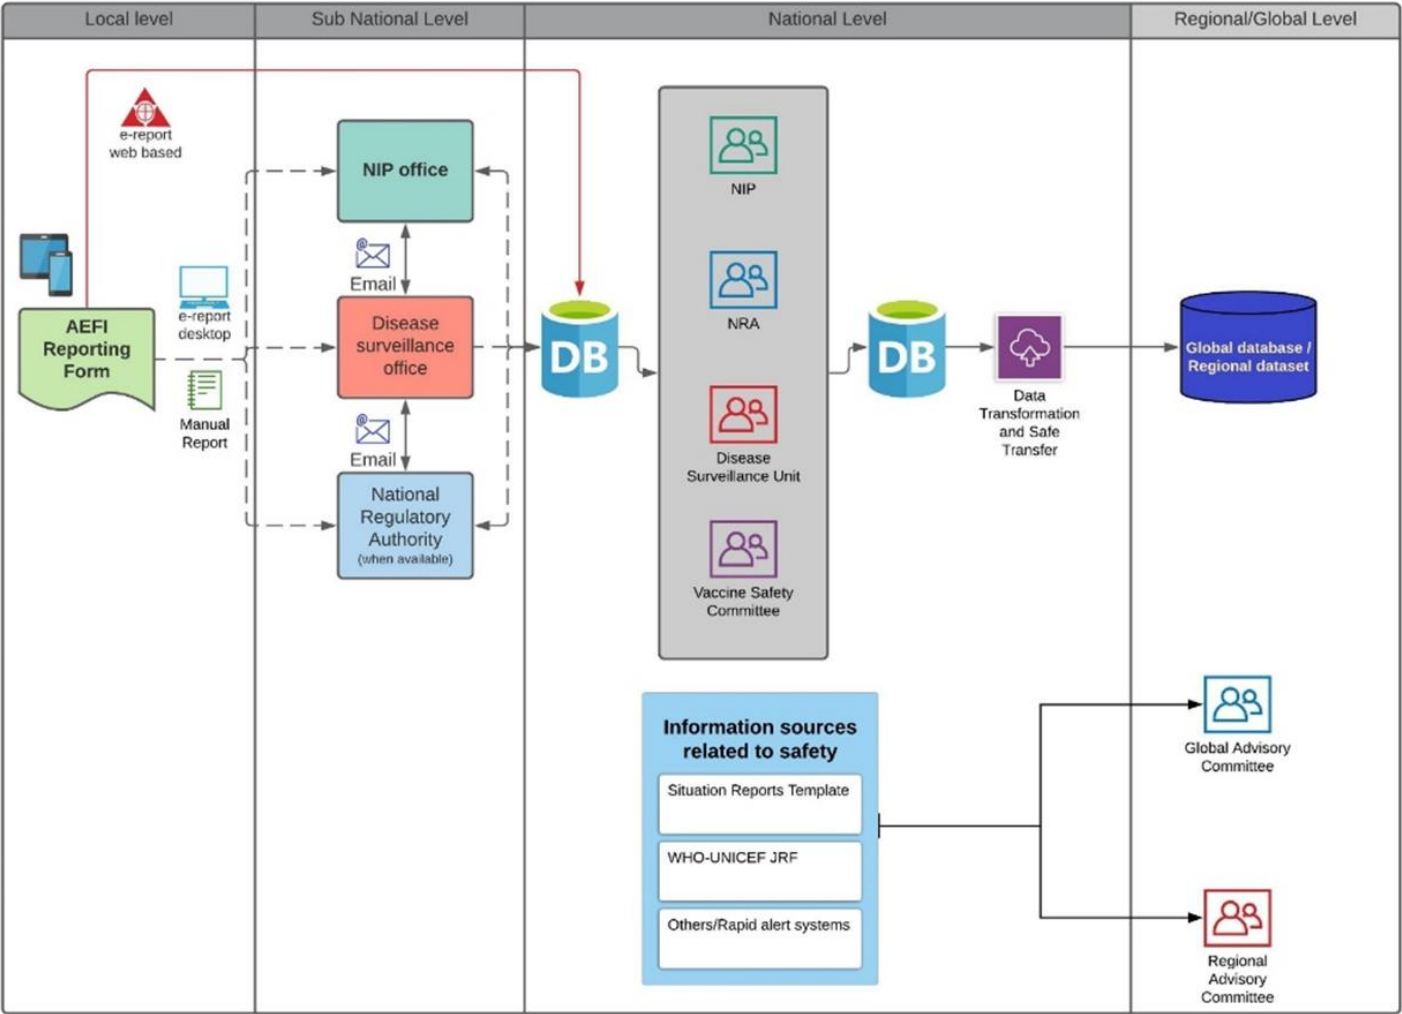 Local level
Sub National Level
National Level
Regional/Global Level
e-report
web based
AEFI
Reporting
Form
e-report
desktop
Manual
Report
NIP office
@
Email
Disease
surveillance
office
@
Email
National
Regulatory
Authority
(when available)
DB
NIP
NRA
Disease
Surveillance Unit
Vaccine Safety
Committee
DB
Data
Transformation
and Safe
Transfer
Global database /
Regional dataset
Information sources
related to safety
Situation Reports Template
WHO-UNICEF JRF
Others/Rapid alert systems
Global Advisory
Committee
Regional
Advisory
Committee